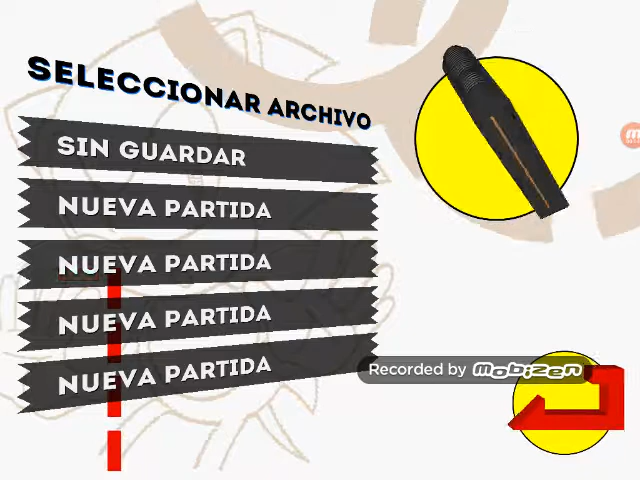 SELECCIONAR ARCHIVO
SIN GUARDAR
NUEVA PARTIDA
NUEVA PARTIDA
NUEVA PARTIDA
NUEVA PARTIDA
Recorded by mobizen